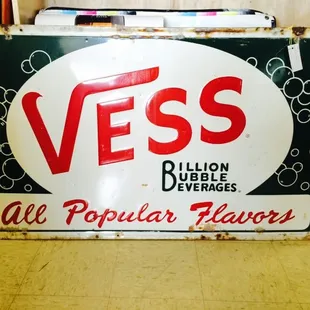 VESS
BILLION
BUBBLE
BEVERAGES.
All Popular Flavors